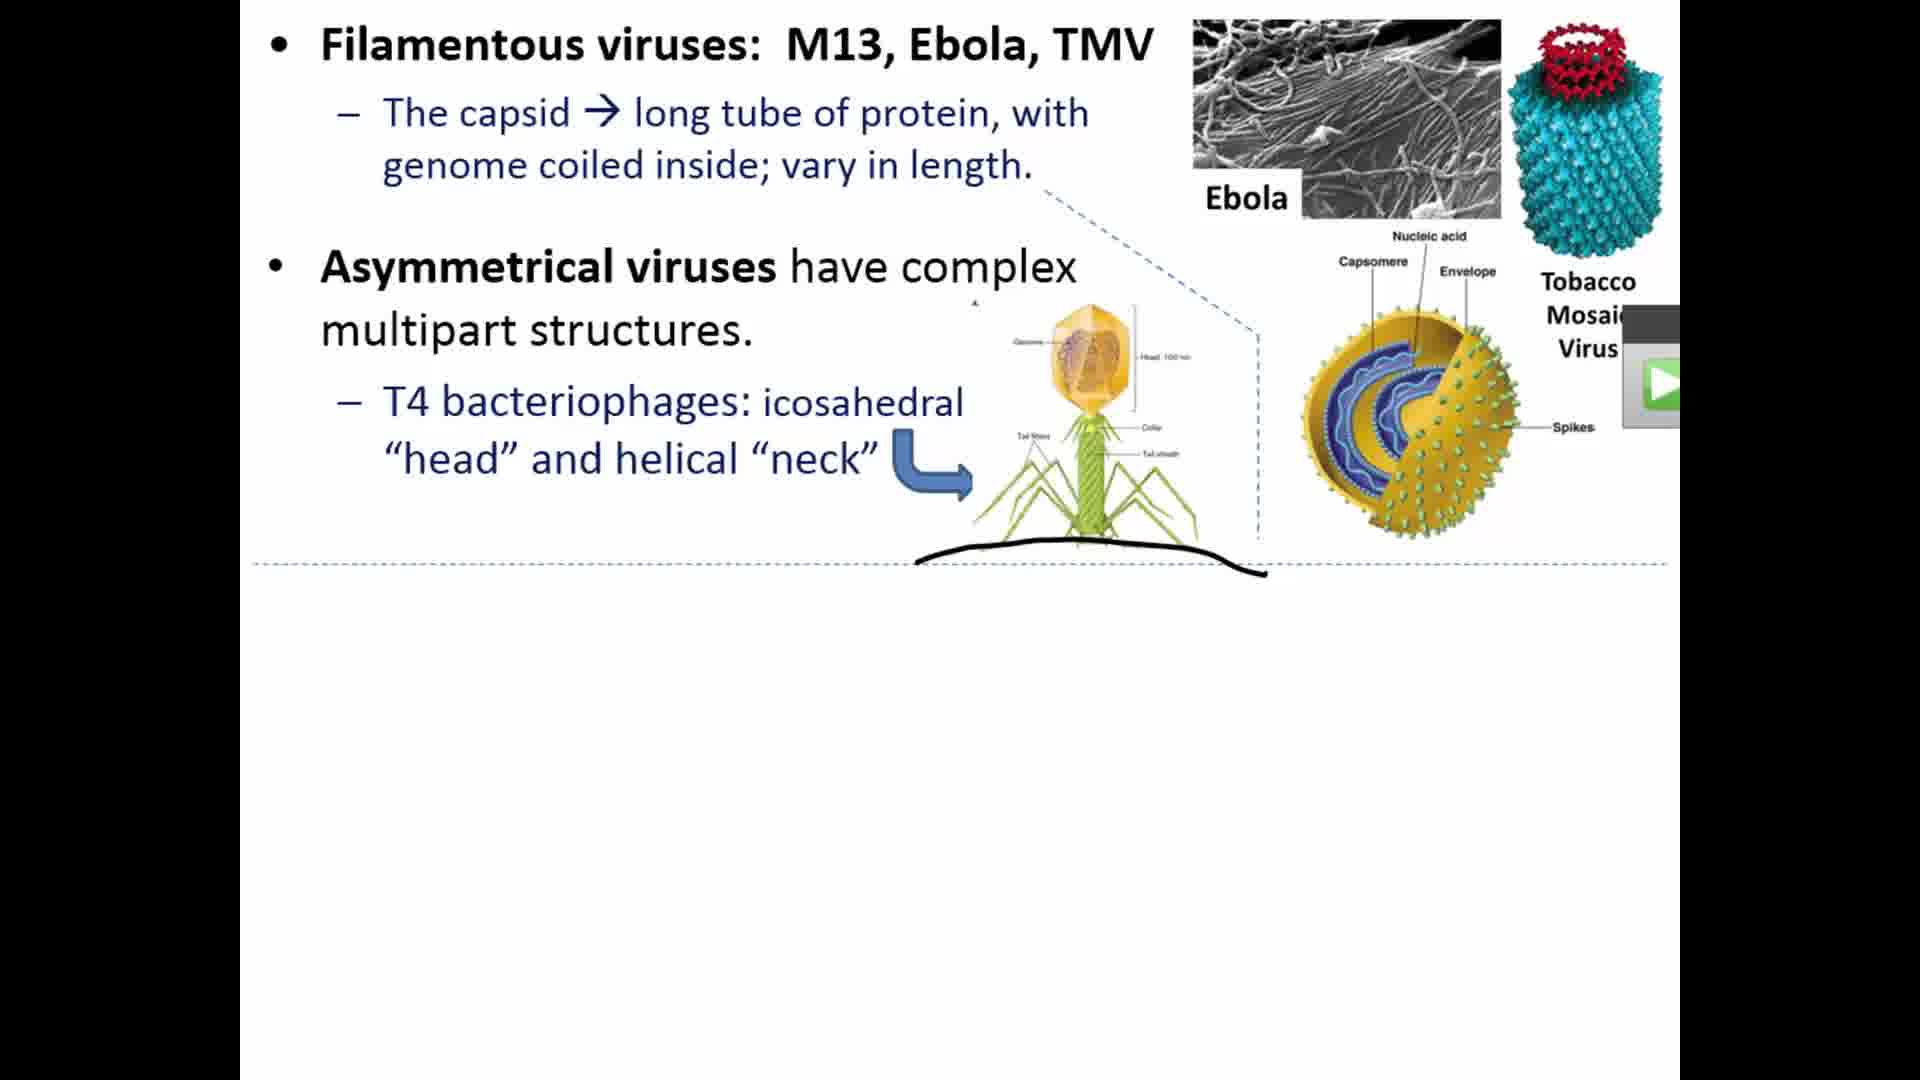 • Filamentous viruses: M13, Ebola, TMV
– The capsid → long tube of protein, with
genome coiled inside; vary in length.
• Asymmetrical viruses have complex
multipart structures.
– T4 bacteriophages: icosahedral
“head” and helical “neck”
Ebola
Tobacco
Mosaic
Virus
Nucleic acid
Capsomere
Envelope
Spikes
A
Genome
Head 100 nm
Collar
Tail fibers
Tail sheath